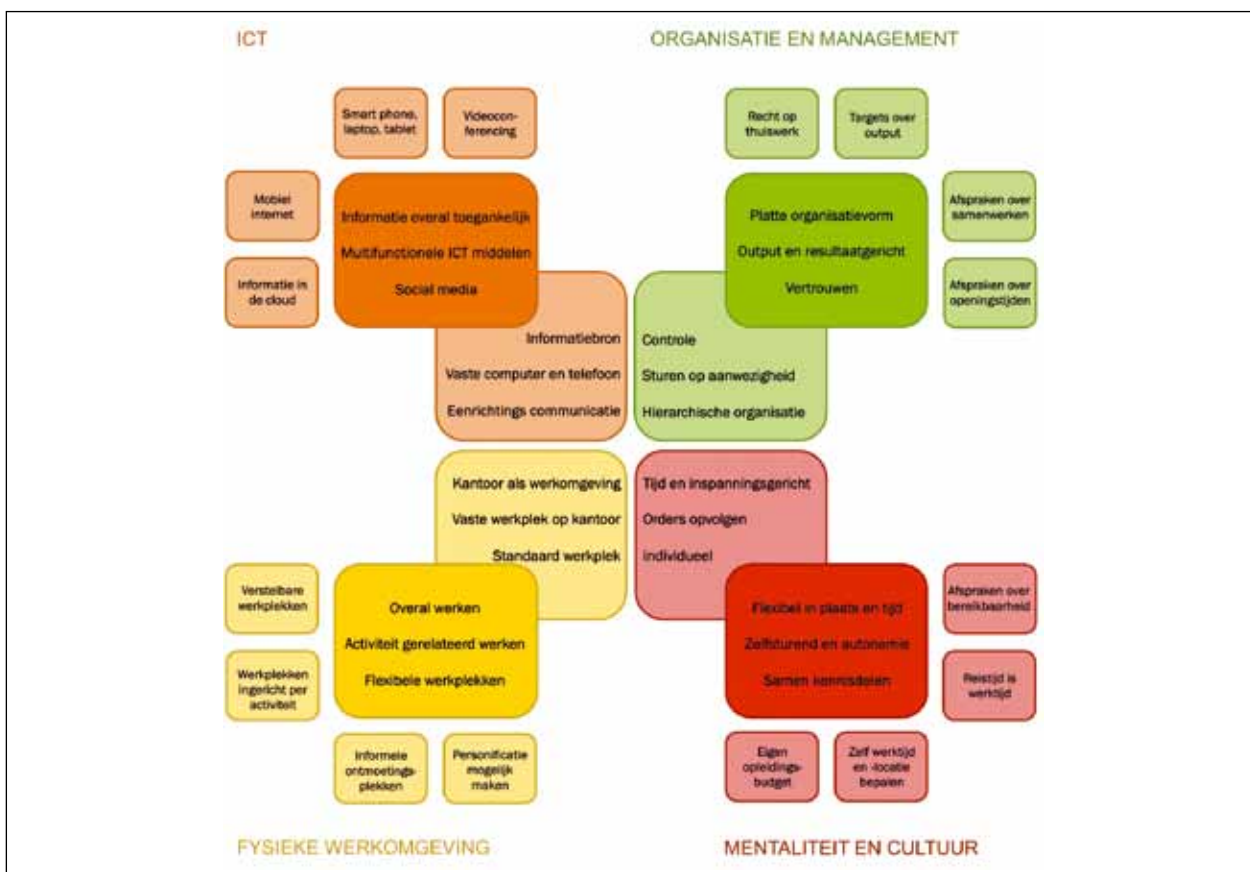 ICT
ORGANISATIE EN MANAGEMENT
Smart phone,
laptop, tablet
Videocon-
ferencing
Mobiel
internet
Informatie in
de cloud
Informatie overal toegankelijk
Multifunctionele ICT middelen
Social media
Informatiebron
Vaste computer en telefoon
Eenrichtings communicatie
Recht op
thuiswerk
Targets over
output
Platte organisatievorm
Output en resultaatgericht
Vertrouwen
Afspraken over
samenwerken
Afspraken over
openingstijden
Controle
Sturen op aanwezigheid
Hierarchische organisatie
Kantoor als werkomgeving
Vaste werkplek op kantoor
Standaard werkplek
Verstelbare
werkplekken
Werkplekken
ingericht per
activiteit
Overal werken
Activiteit gerelateerd werken
Flexibele werkplekken
Informele
ontmoetings-
plekken
Personificatie
mogelijk
maken
Tijd en inspanningsgericht
Orders opvolgen
Individueel
Flexibel in plaats en tijd
Zelfsturend en autonomie
Samen kennisdelen
Afspraken over
bereikbaarheid
Reistijd is
werktijd
Eigen
opleidings-
budget
Zelf werktijd
en -locatie
bepalen
FYSIEKE WERKOMGEVING
MENTALITEIT EN CULTUUR